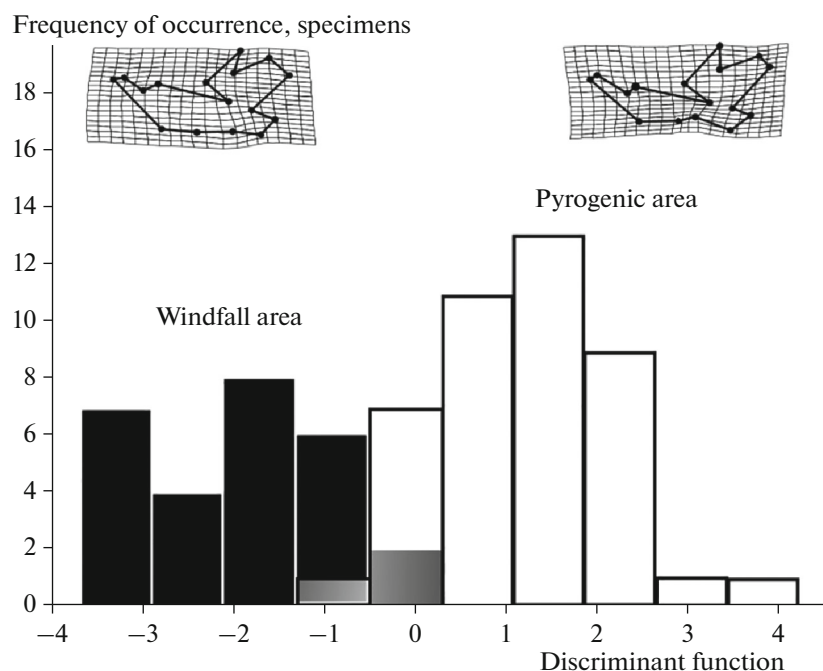 Frequency of occurrence, specimens
18
16
14
12
10
8
6
4
2
0
Pyrogenic area
Windfall area
−4 −3 −2 −1 0 1 2 3 4
Discriminant function